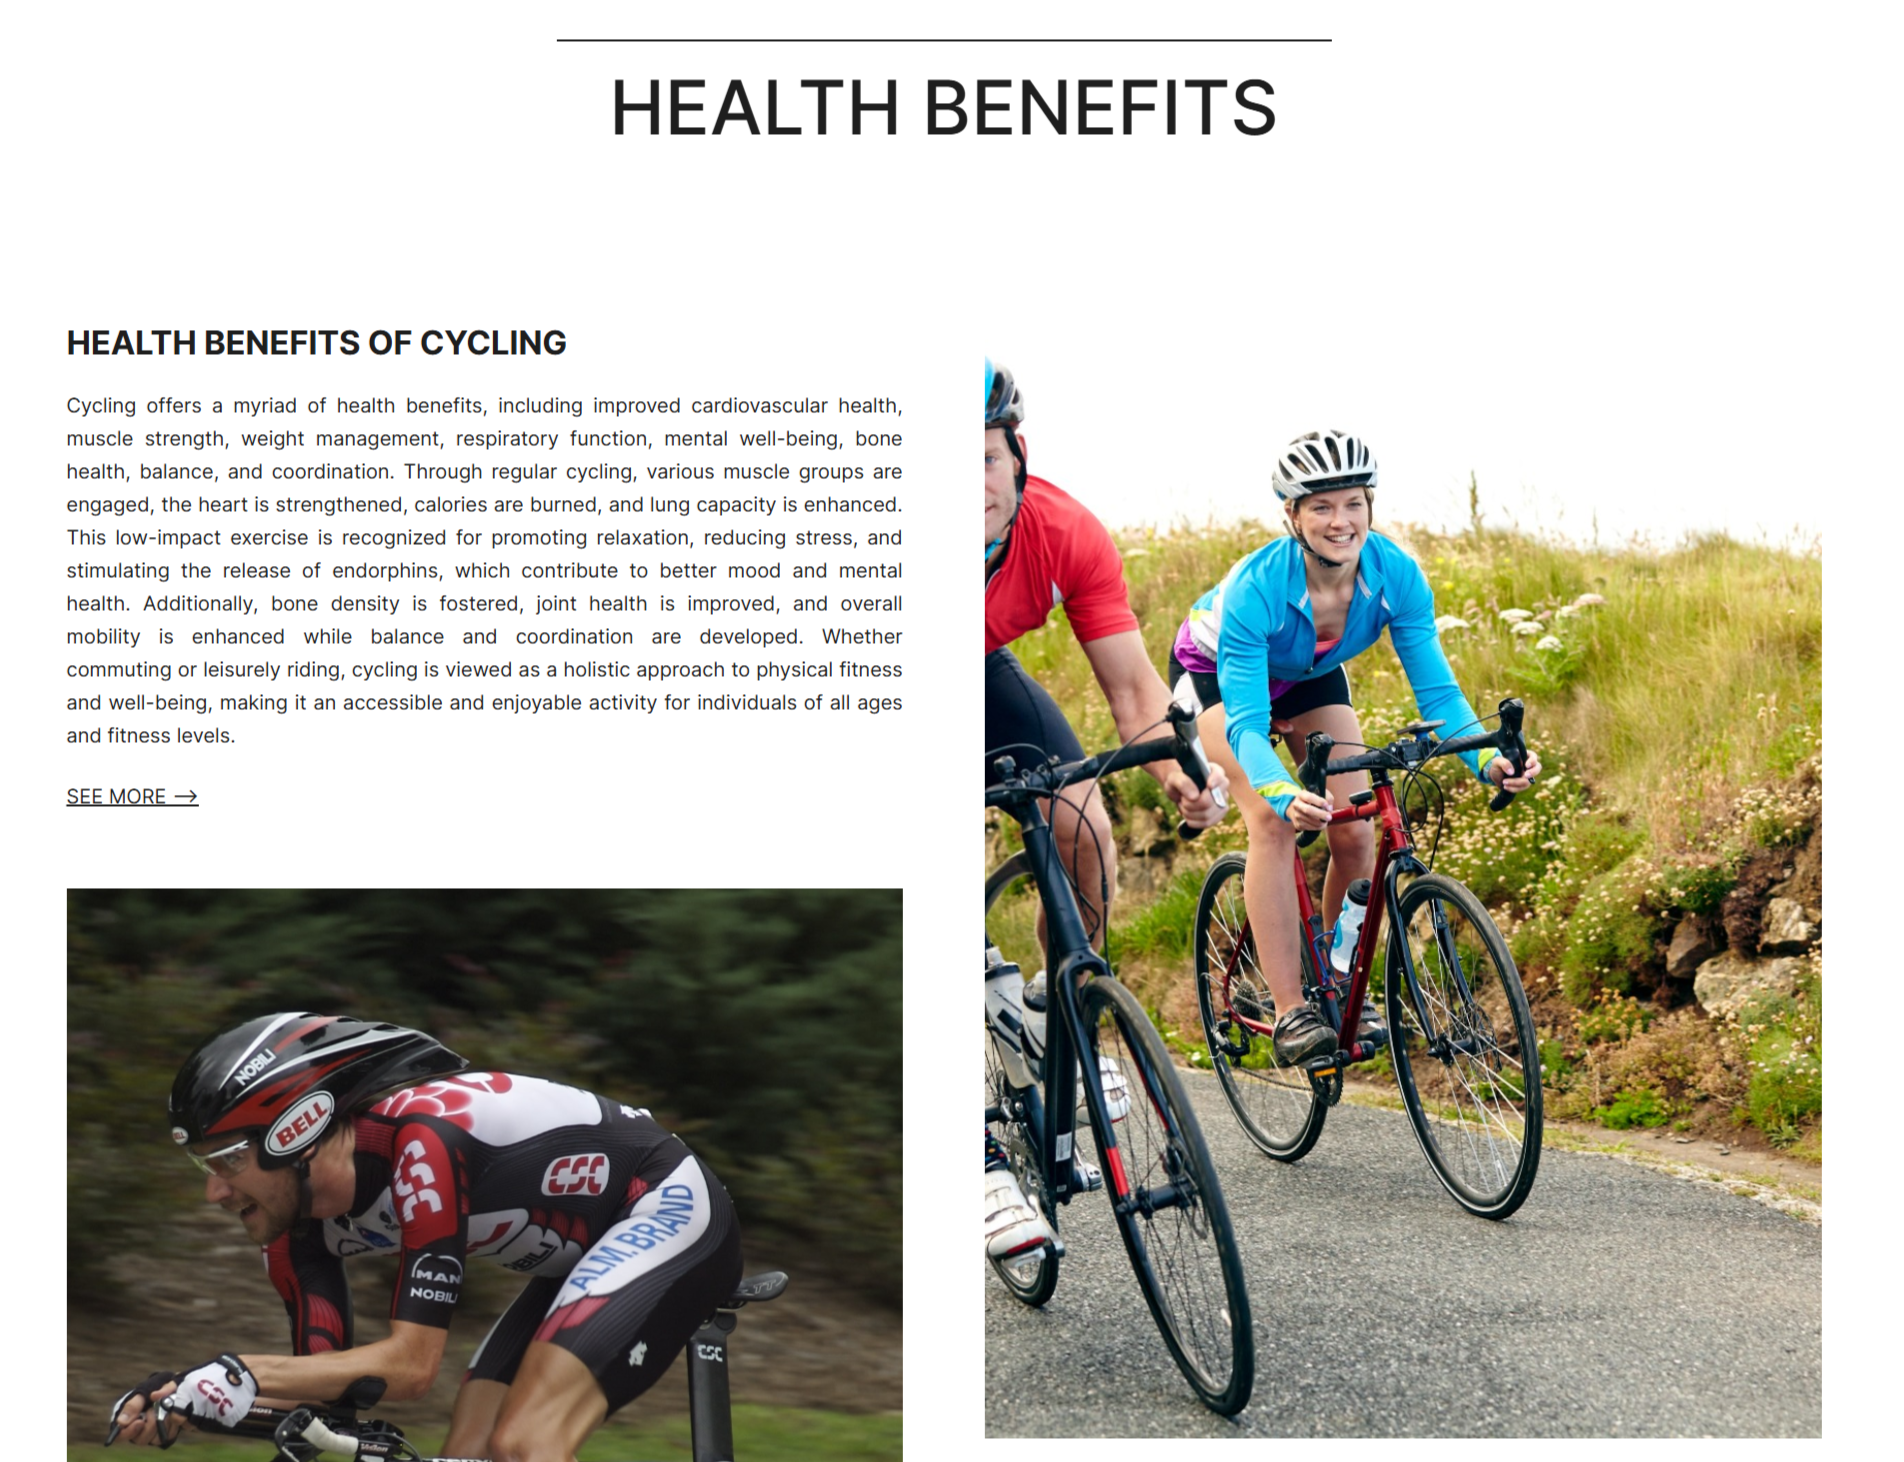 HEALTH BENEFITS
HEALTH BENEFITS OF CYCLING
Cycling offers a myriad of health benefits, including improved cardiovascular health,
muscle strength, weight management, respiratory function, mental well-being, bone
health, balance, and coordination. Through regular cycling, various muscle groups are
engaged, the heart is strengthened, calories are burned, and lung capacity is enhanced.
This low-impact exercise is recognized for promoting relaxation, reducing stress, and
stimulating the release of endorphins, which contribute to better mood and mental
health. Additionally, bone density is fostered, joint health is improved, and overall
mobility is enhanced while balance and coordination are developed. Whether
commuting or leisurely riding, cycling is viewed as a holistic approach to physical fitness
and well-being, making it an accessible and enjoyable activity for individuals of all ages
and fitness levels.
SEE MORE →
NOBILI
BELL
BELL
CSC
CSC
ALM. BRAND
MAN
NOBILI
CSC
CSC